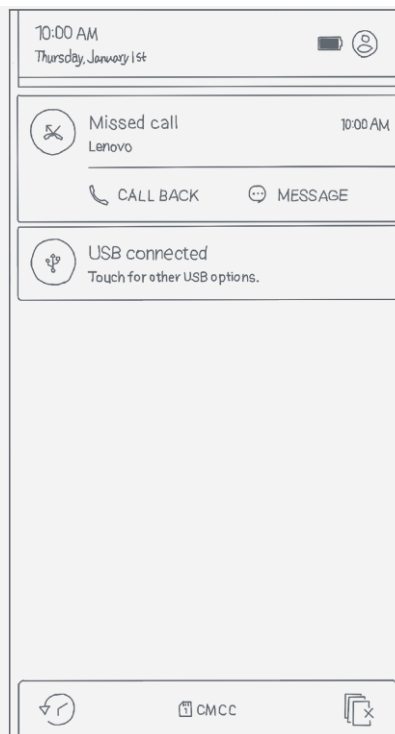 10:00 AM
Thursday, January 1st
Missed call
10:00 AM
Lenovo
CALL BACK
MESSAGE
USB connected
Touch for other USB options.
1
CMCC